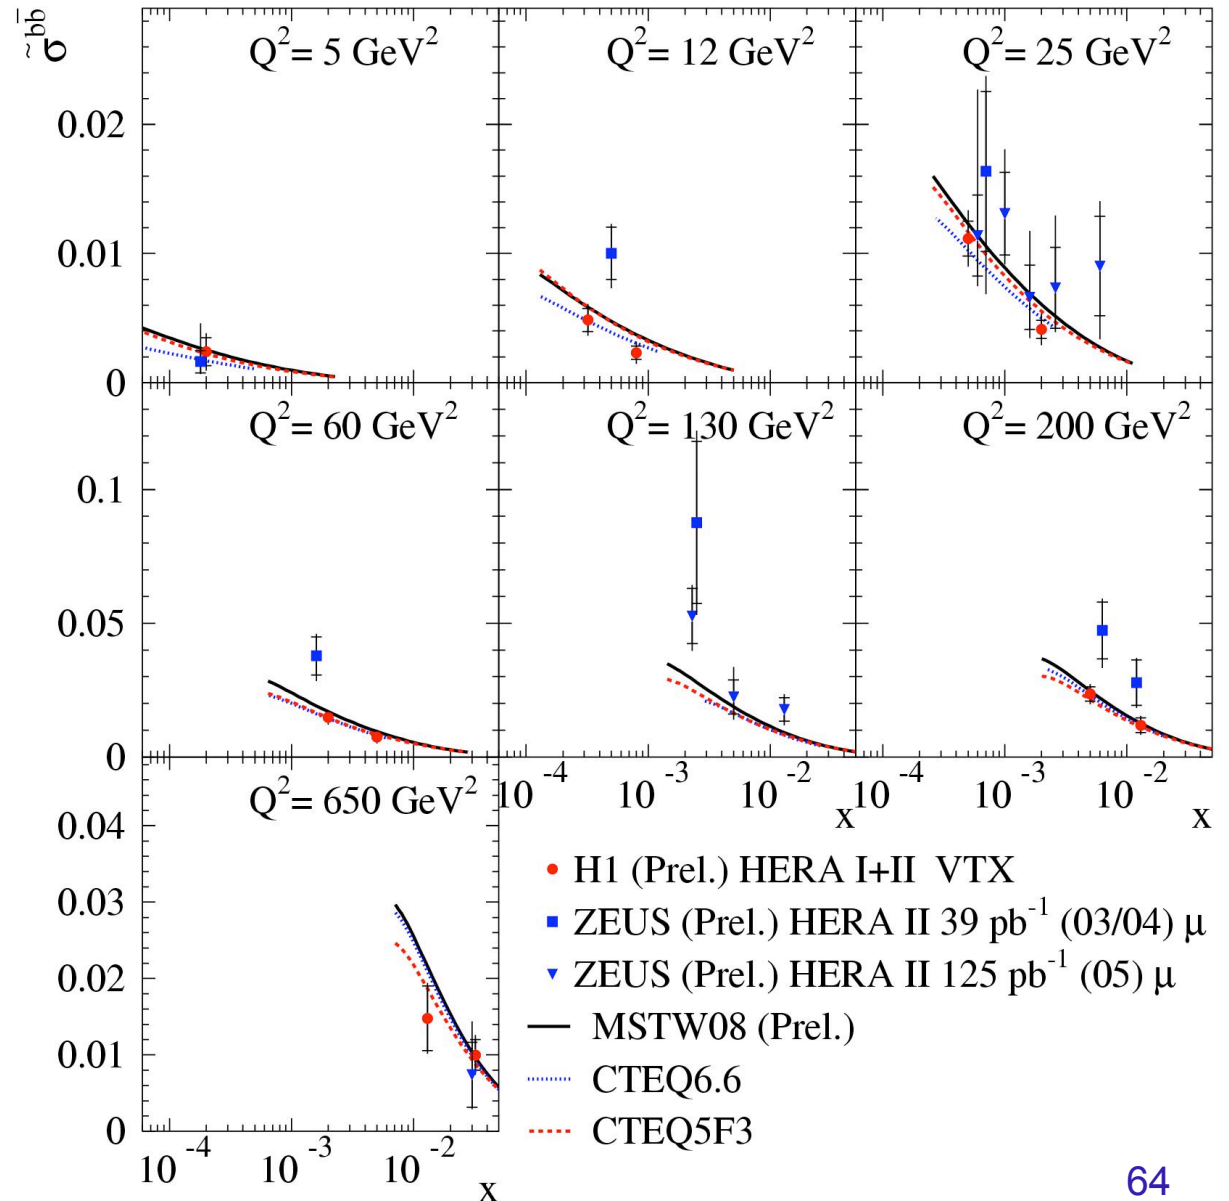 σ̃^{bb̄}
Q²= 5 GeV²
Q²= 12 GeV²
Q²= 25 GeV²
0.02
0.01
0
Q²= 60 GeV²
Q²= 130 GeV²
Q²= 200 GeV²
0.1
0.05
0
10⁻⁴ 10⁻³ 10⁻² x
10⁻⁴ 10⁻³ 10⁻² x
Q²= 650 GeV²
0.04
0.03
0.02
0.01
0
10⁻⁴ 10⁻³ 10⁻² x
H1 (Prel.) HERA I+II VTX
ZEUS (Prel.) HERA II 39 pb⁻¹ (03/04) μ
ZEUS (Prel.) HERA II 125 pb⁻¹ (05) μ
MSTW08 (Prel.)
CTEQ6.6
CTEQ5F3
64